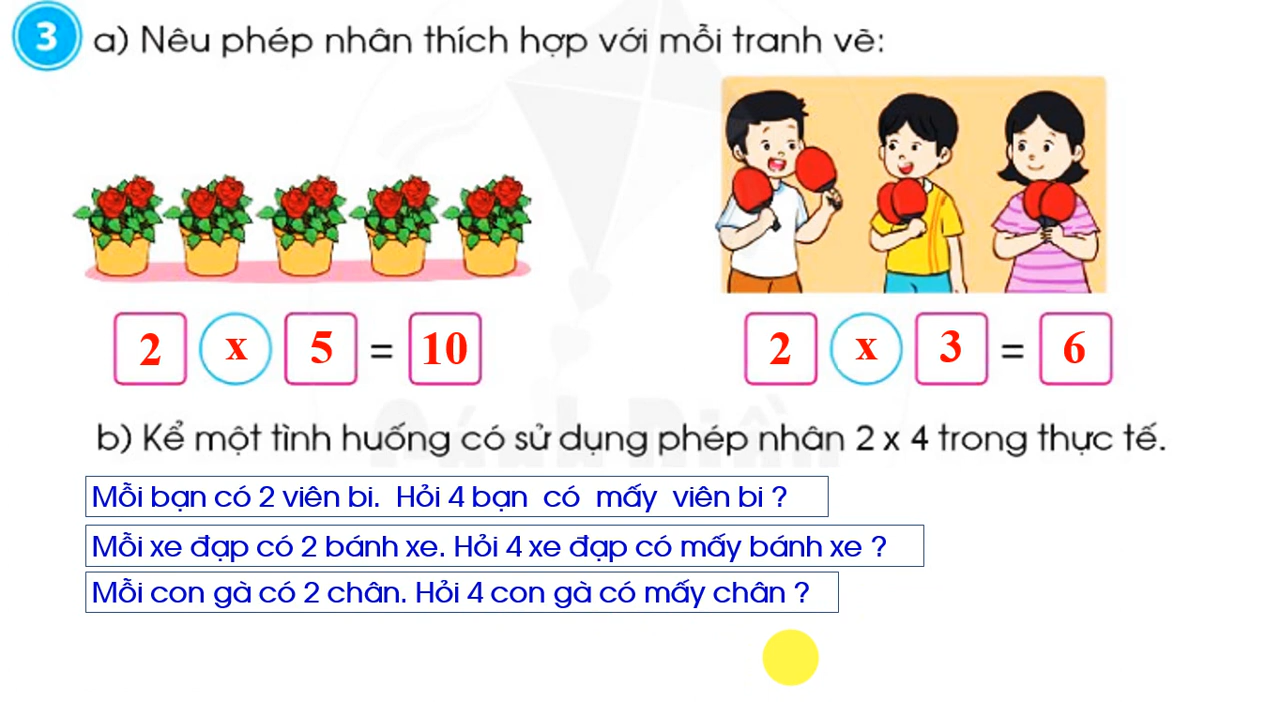 3 a) Nêu phép nhân thích hợp với mỗi tranh vẽ:
2 x 5 = 10 2 x 3 = 6
b) Kể một tình huống có sử dụng phép nhân 2 x 4 trong thực tế.
Mỗi bạn có 2 viên bi. Hỏi 4 bạn có mấy viên bi ?
Mỗi xe đạp có 2 bánh xe. Hỏi 4 xe đạp có mấy bánh xe ?
Mỗi con gà có 2 chân. Hỏi 4 con gà có mấy chân ?